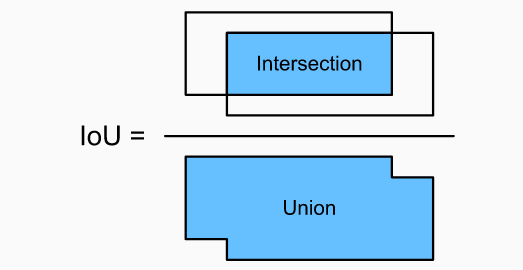 Intersection
IoU =
Union